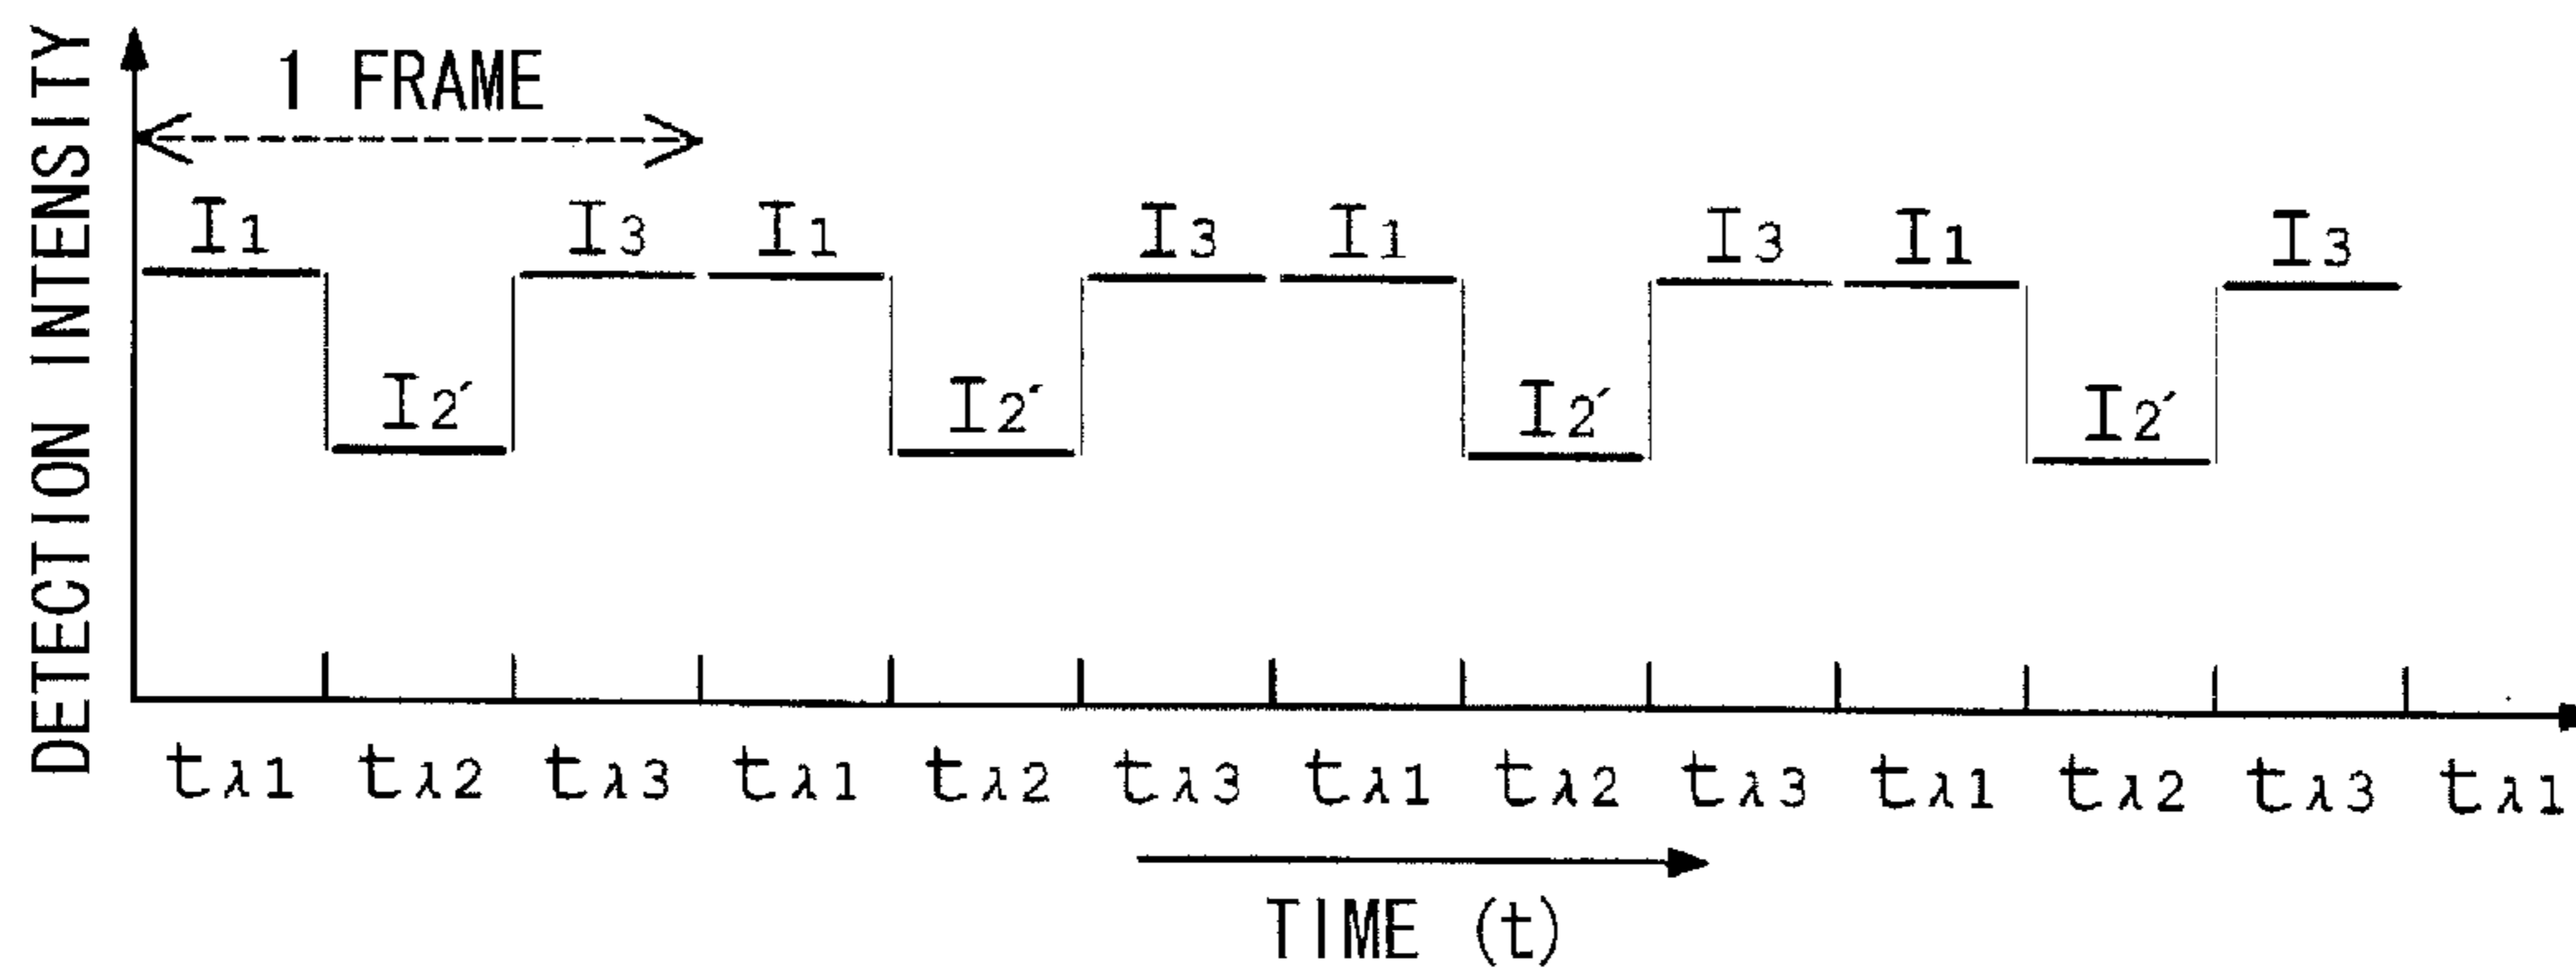 DETECTION INTENSITY
1 FRAME
I1 I3 I1 I3 I1 I3 I1 I3
I2′ I2′ I2′ I2′
tλ1 tλ2 tλ3 tλ1 tλ2 tλ3 tλ1 tλ2 tλ3 tλ1 tλ2 tλ3 tλ1
TIME (t)